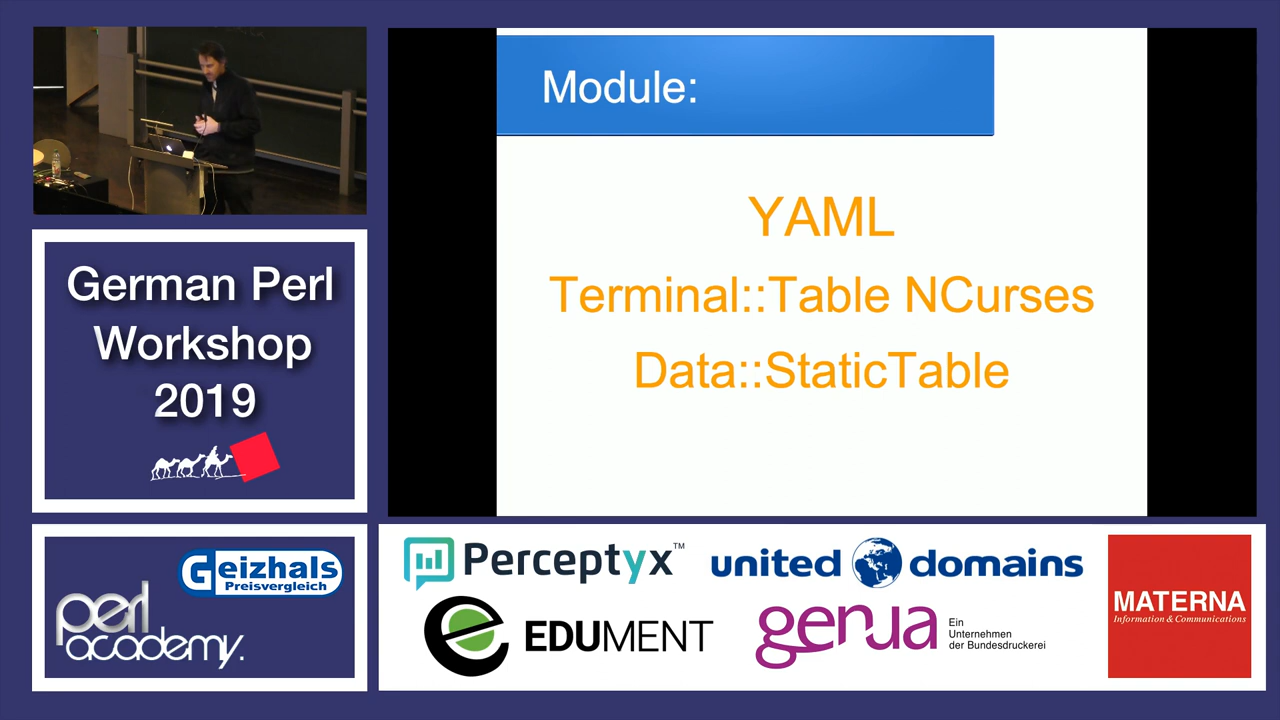 Module:
YAML
Terminal::Table NCurses
Data::StaticTable
German Perl
Workshop
2019
Geizhals
Preisvergleich
perl
academy.
Perceptyx™
united domains
EDUMENT
genua
Ein
Unternehmen
der Bundesdruckerei
MATERNA
Information & Communications